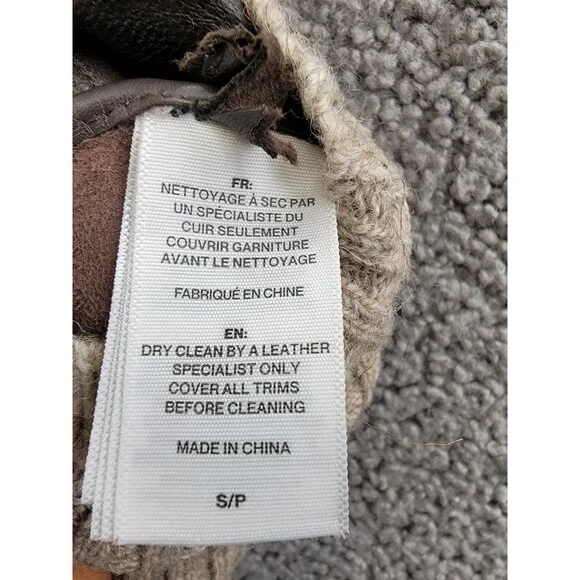 FR:
NETTOYAGE À SEC PAR
UN SPÉCIALISTE DU
CUIR SEULEMENT
COUVRIR GARNITURE
AVANT LE NETTOYAGE
FABRIQUÉ EN CHINE
EN:
DRY CLEAN BY A LEATHER
SPECIALIST ONLY
COVER ALL TRIMS
BEFORE CLEANING
MADE IN CHINA
S/P